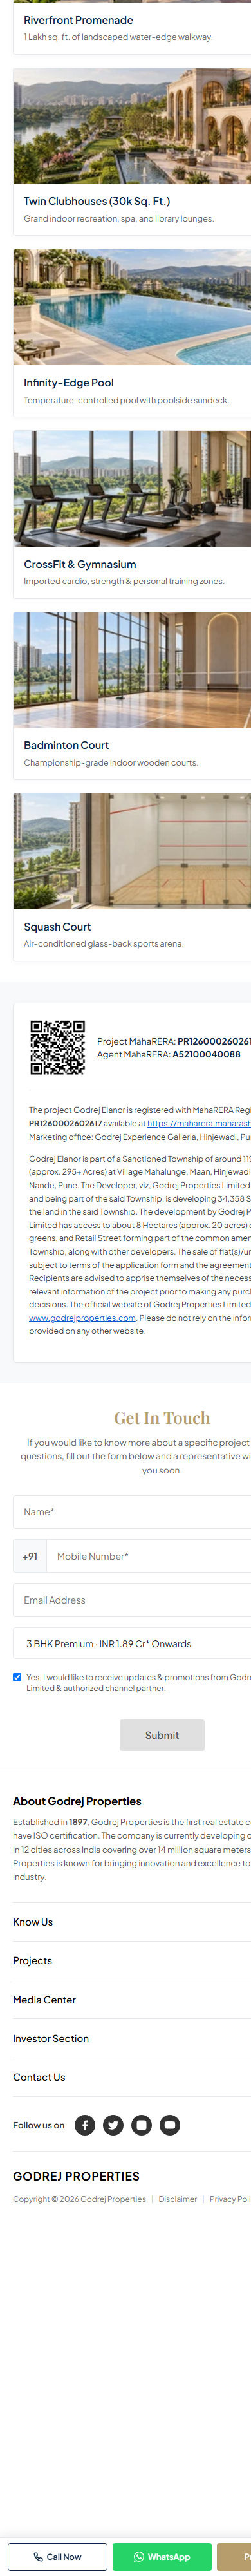 Riverfront Promenade
1 Lakh sq. ft. of landscaped water-edge walkway.
Twin Clubhouses (30k Sq. Ft.)
Grand indoor recreation, spa, and library lounges.
Infinity-Edge Pool
Temperature-controlled pool with poolside sundeck.
CrossFit & Gymnasium
Imported cardio, strength & personal training zones.
Badminton Court
Championship-grade indoor wooden courts.
Squash Court
Air-conditioned glass-back sports arena.
Project MahaRERA: PR126000260261
Agent MahaRERA: A52100040088
The project Godrej Elanor is registered with MahaRERA Regi
PR1260002602617 available at https://maharera.maharash
Marketing office: Godrej Experience Galleria, Hinjewadi, Pu
Godrej Elanor is part of a Sanctioned Township of around 119
(approx. 295+ Acres) at Village Mahalunge, Maan, Hinjewadi
Nande, Pune. The Developer, viz, Godrej Properties Limited
and being part of the said Township, is developing 34,358 S
the land in the said Township. The development by Godrej P
Limited has access to about 8 Hectares (approx. 20 acres) o
greens, and Retail Street forming part of the common amen
Township, along with other developers. The sale of flat(s)/un
subject to terms of the application form and the agreement
Recipients are advised to apprise themselves of the necess
relevant information of the project prior to making any purc
decisions. The official website of Godrej Properties Limited
www.godrejproperties.com. Please do not rely on the inforn
provided on any other website.
Get In Touch
If you would like to know more about a specific project
questions, fill out the form below and a representative wi
you soon.
Name*
+91 Mobile Number*
Email Address
3 BHK Premium · INR 1.89 Cr* Onwards
Yes, I would like to receive updates & promotions from Godre
Limited & authorized channel partner.
Submit
About Godrej Properties
Established in 1897, Godrej Properties is the first real estate c
have ISO certification. The company is currently developing c
in 12 cities across India covering over 14 million square meters
Properties is known for bringing innovation and excellence to
industry.
Know Us
Projects
Media Center
Investor Section
Contact Us
Follow us on
GODREJ PROPERTIES
Copyright © 2026 Godrej Properties | Disclaimer | Privacy Poli
Call Now
WhatsApp